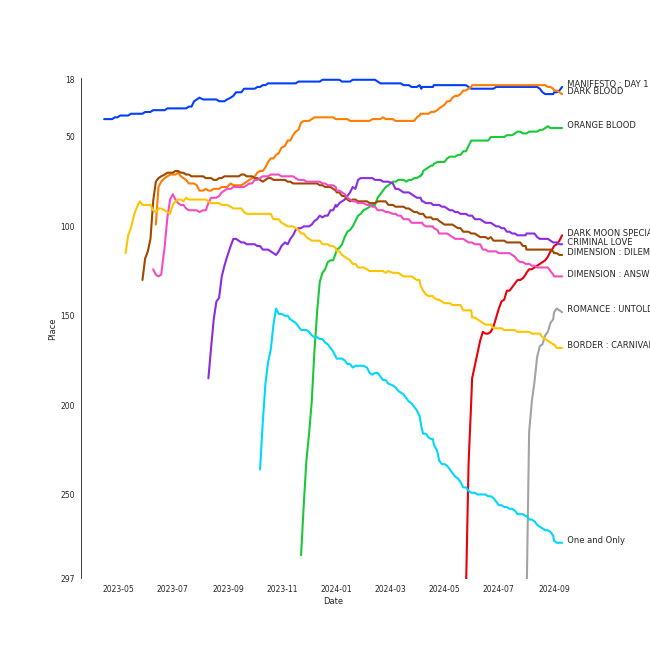 18
50
100
150
200
250
297
Place
2023-05
2023-07
2023-09
2023-11
2024-01
2024-03
2024-05
2024-07
2024-09
Date
MANIFESTO : DAY 1
DARK BLOOD
ORANGE BLOOD
DARK MOON SPECIA
CRIMINAL LOVE
DIMENSION : DILEM
DIMENSION : ANSW
ROMANCE : UNTOLD
BORDER : CARNIVA
One and Only